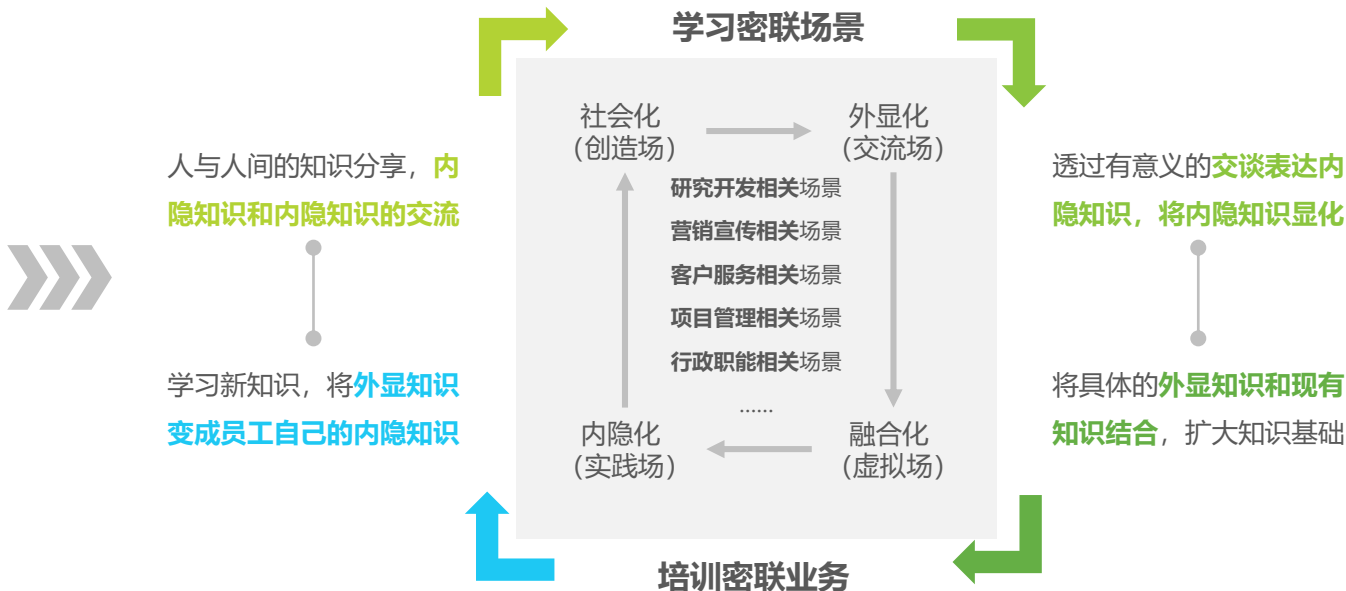 学习密联场景
社会化
（创造场）
外显化
（交流场）
人与人间的知识分享，内
隐知识和内隐知识的交流
学习新知识，将外显知识
变成员工自己的内隐知识
研究开发相关场景
营销宣传相关场景
客户服务相关场景
项目管理相关场景
行政职能相关场景
……
透过有意义的交谈表达内
隐知识，将内隐知识显化
将具体的外显知识和现有
知识结合，扩大知识基础
内隐化
（实践场）
融合化
（虚拟场）
培训密联业务